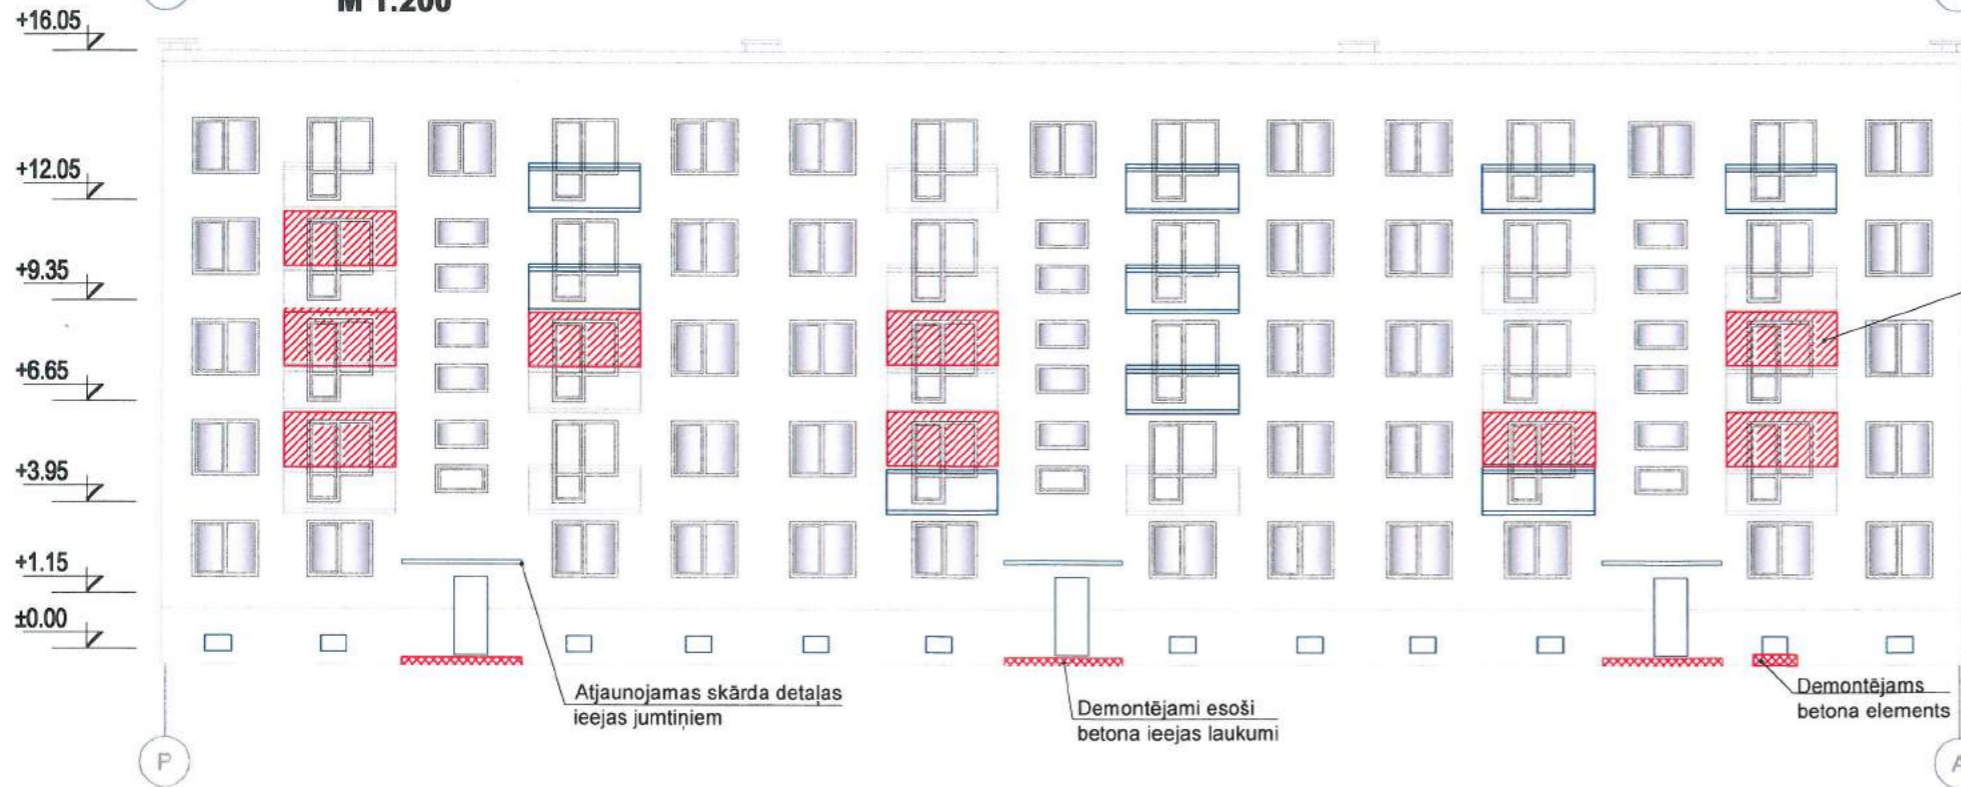 M 1:200
+16.05
+12.05
+9.35
+6.65
+3.95
+1.15
±0.00
Atjaunojamas skārda detaļas
ieejas jumtiņiem
Demontējami esoši
betona ieejas laukumi
Demontējams
betona elements
P
A